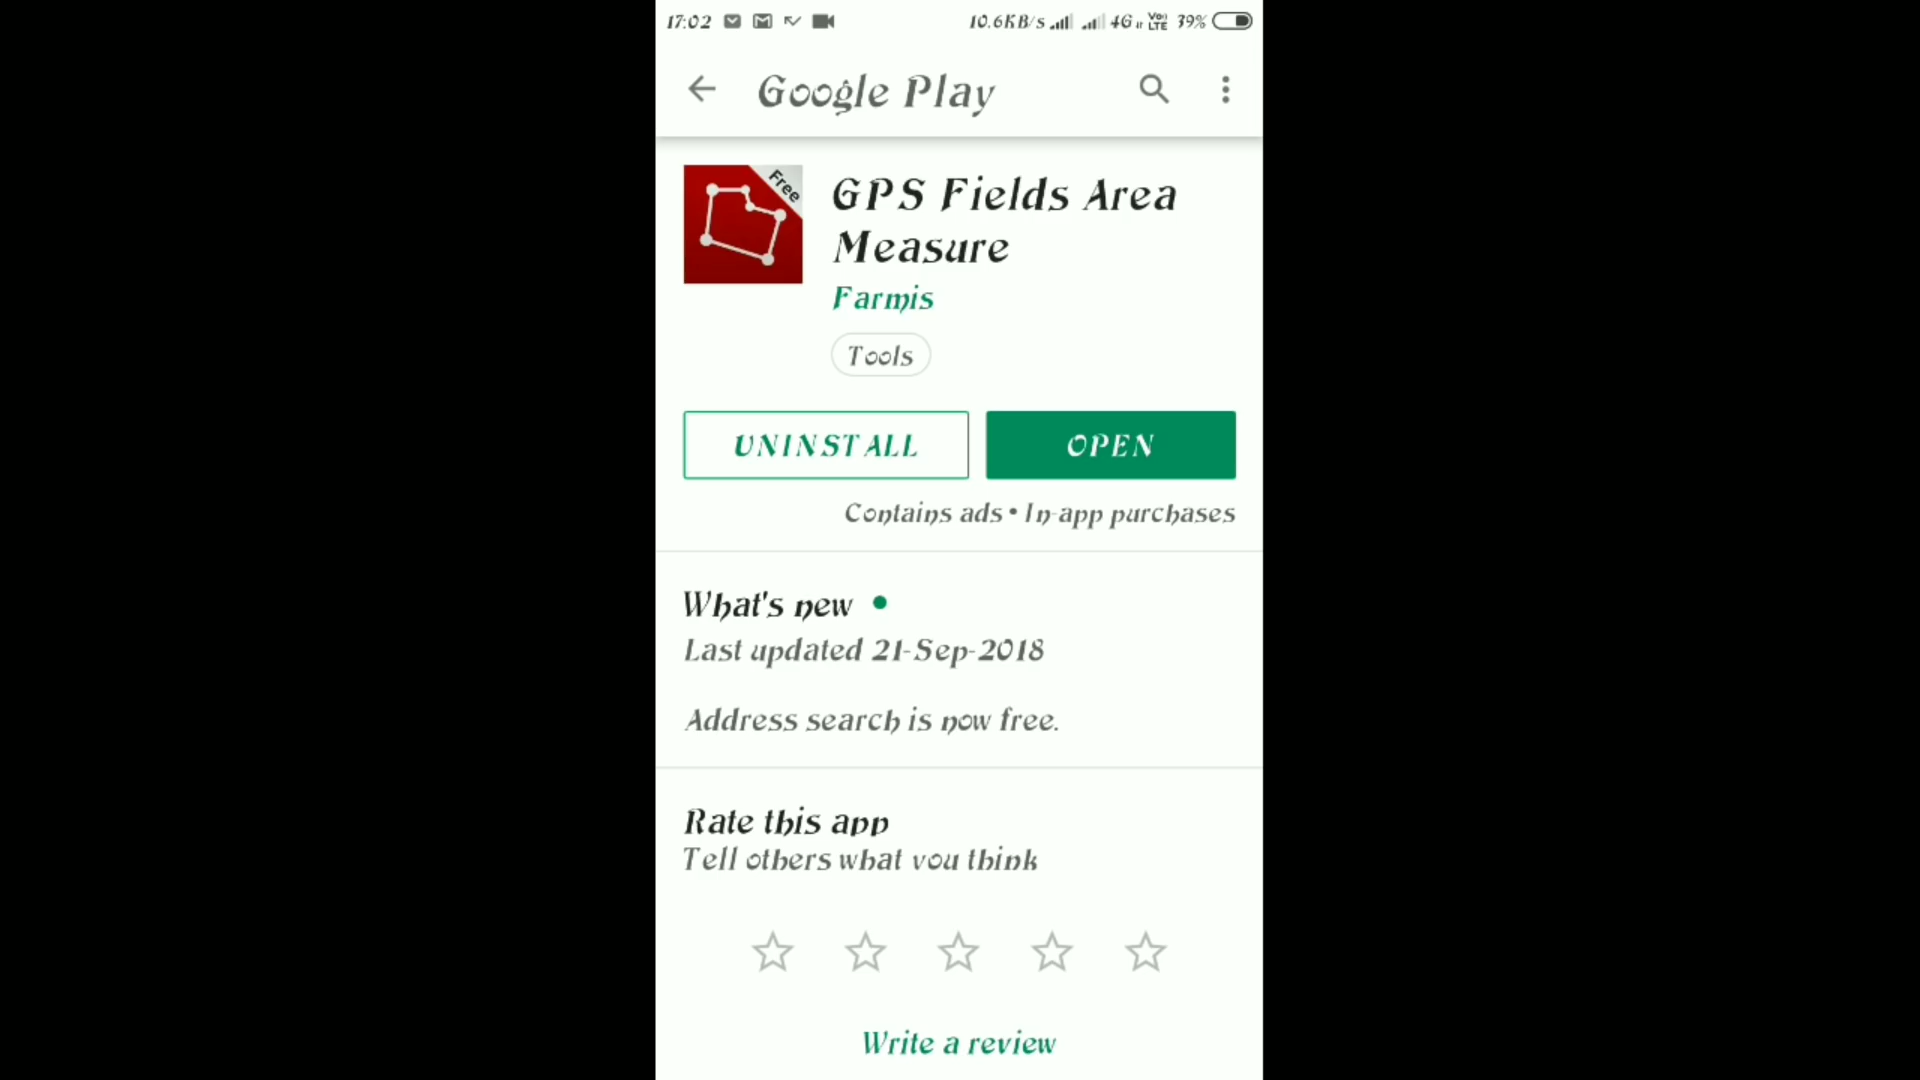 17:02 10.6KB/s 4G Vo LTE 39%
Google Play
Free
GPS Fields Area
Measure
Farmis
Tools
UNINSTALL OPEN
Contains ads • In-app purchases
What's new
Last updated 21-Sep-2018
Address search is now free.
Rate this app
Tell others what you think
Write a review